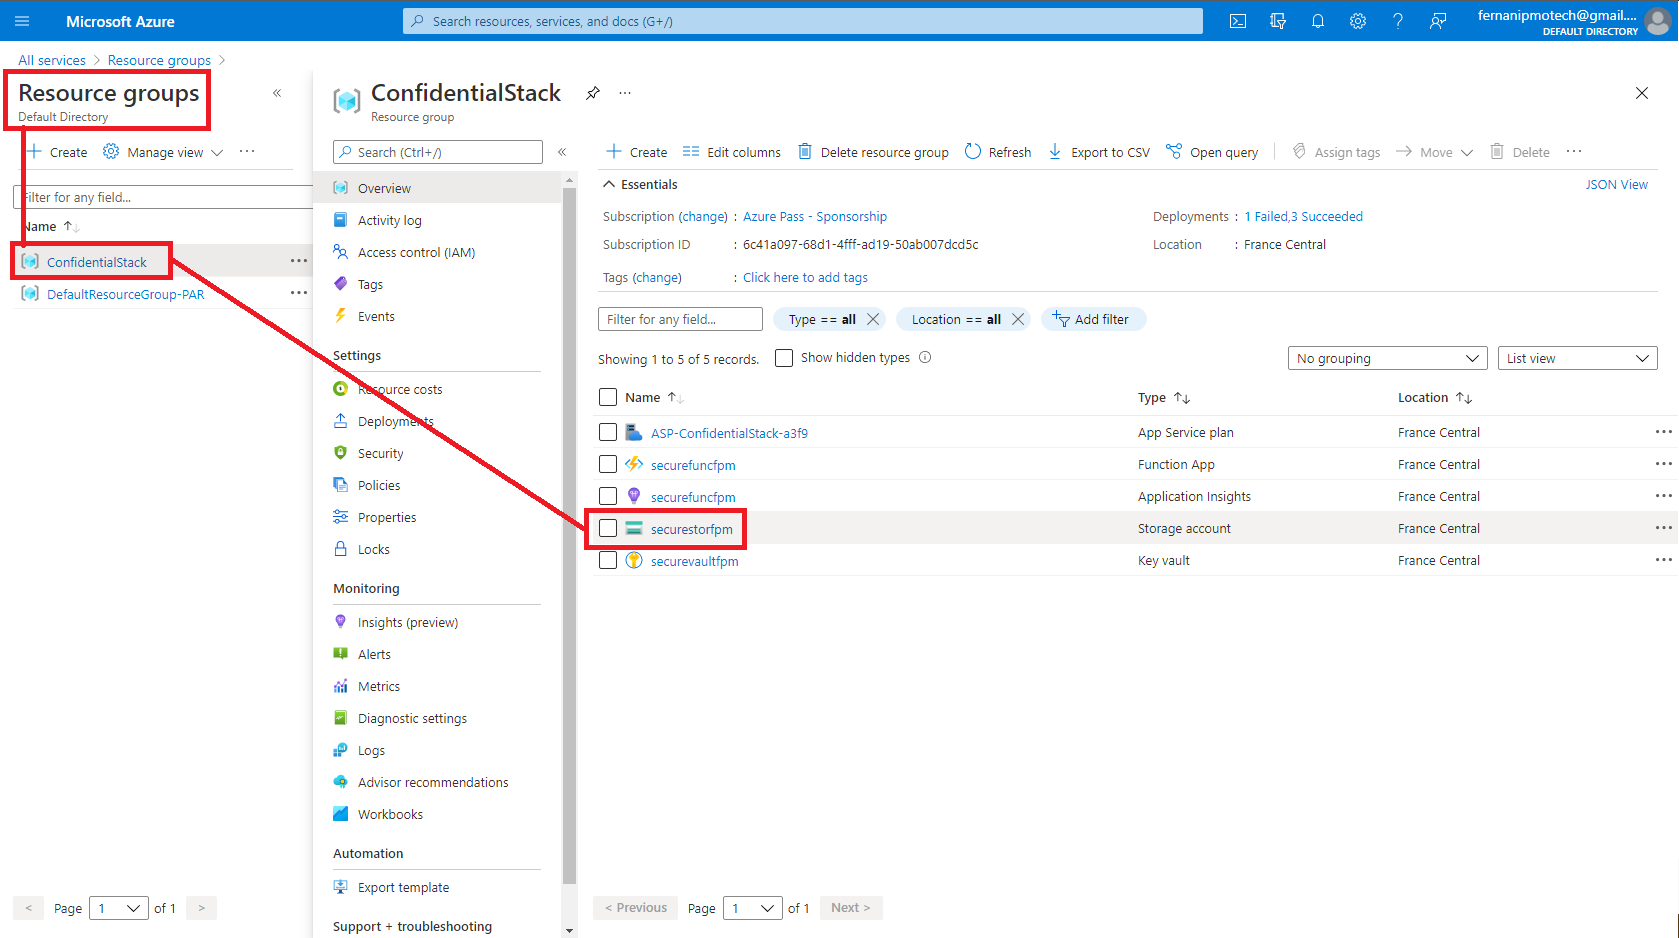 Microsoft Azure
Search resources, services, and docs (G+/)
fernanipmotech@gmail....
DEFAULT DIRECTORY
All services > Resource groups >
Resource groups
Default Directory
Create
Manage view
Filter for any field...
Name
ConfidentialStack
DefaultResourceGroup-PAR
< Page 1 of 1 >
ConfidentialStack
Resource group
Search (Ctrl+/)
Overview
Activity log
Access control (IAM)
Tags
Events
Settings
Resource costs
Deployments
Security
Policies
Properties
Locks
Monitoring
Insights (preview)
Alerts
Metrics
Diagnostic settings
Logs
Advisor recommendations
Workbooks
Automation
Export template
Support + troubleshooting
Create Edit columns Delete resource group Refresh Export to CSV Open query Assign tags Move Delete
Essentials
JSON View
Subscription (change) : Azure Pass - Sponsorship
Deployments : 1 Failed,3 Succeeded
Subscription ID : 6c41a097-68d1-4fff-ad19-50ab007dcd5c
Location : France Central
Tags (change) : Click here to add tags
Filter for any field... Type == all Location == all Add filter
Showing 1 to 5 of 5 records. Show hidden types
No grouping List view
Name Type Location
ASP-ConfidentialStack-a3f9 App Service plan France Central
securefuncfpm Function App France Central
securefuncfpm Application Insights France Central
securestorfpm Storage account France Central
securevaultfpm Key vault France Central
< Previous Page 1 of 1 Next >